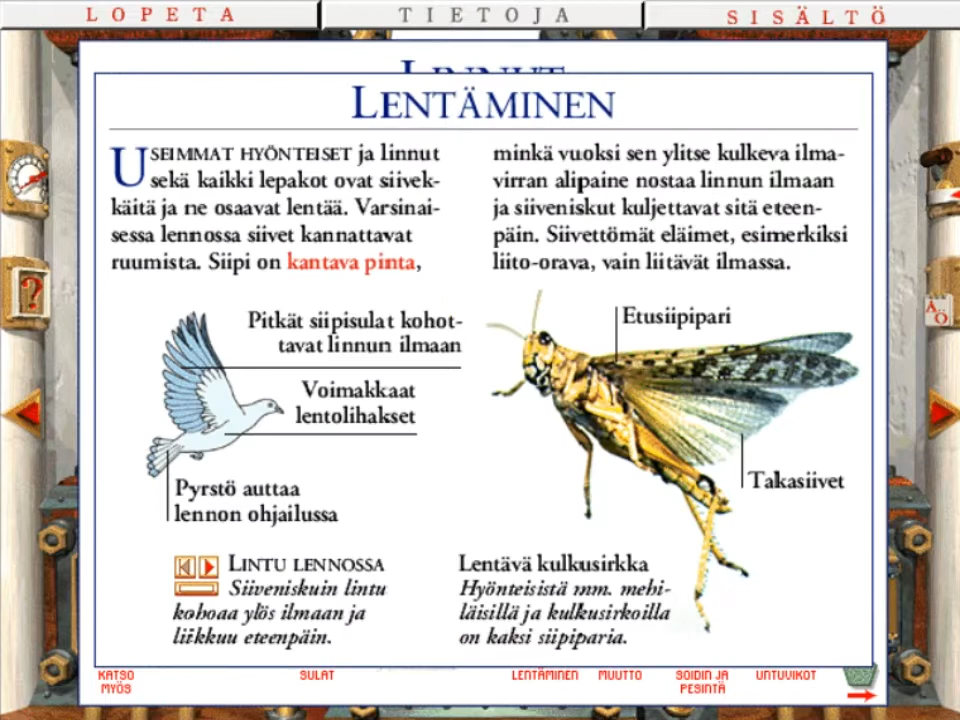 LOPETA
TIETOJA
SISÄLTÖ
LINNUT
LENTÄMINEN
USEIMMAT HYÖNTEISET ja linnut
sekä kaikki lepakot ovat siivek-
käitä ja ne osaavat lentää. Varsinai-
sessa lennossa siivet kannattavat
ruumista. Siipi on kantava pinta,
minkä vuoksi sen ylitse kulkeva ilma-
virran alipaine nostaa linnun ilmaan
ja siiveniskut kuljettavat sitä eteen-
päin. Siivettömät eläimet, esimerkiksi
liito-orava, vain liitävät ilmassa.
Pitkät siipisulat kohot-
tavat linnun ilmaan
Voimakkaat
lentolihakset
Pyrstö auttaa
lennon ohjailussa
Etusiipipari
Takasiivet
LINTU LENNOSSA
Siiveniskuin lintu
kohoaa ylös ilmaan ja
liikkuu eteenpäin.
Lentävä kulkusirkka
Hyönteisistä mm. mehi-
läisillä ja kulkusirkoilla
on kaksi siipiparia.
?
A
Ö
KATSO
MYÖS
SULAT
LENTÄMINEN
MUUTTO
SOIDIN JA
PESINTÄ
UNTUVIKOT